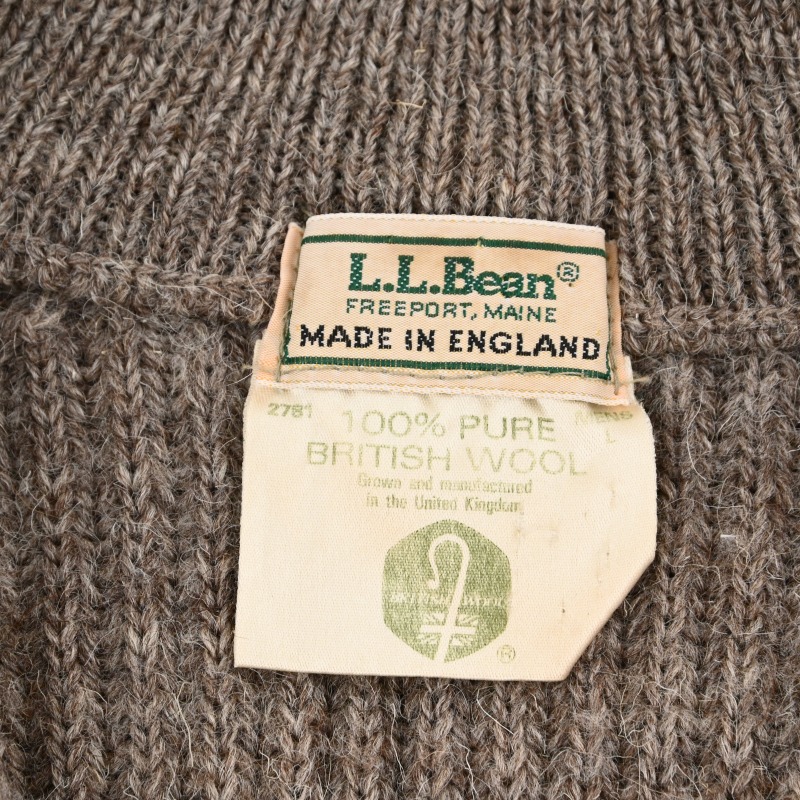 L.L.Bean®
FREEPORT, MAINE
MADE IN ENGLAND
2781 100% PURE MENS
BRITISH WOOL L
Grown and manufactured
in the United Kingdom
®